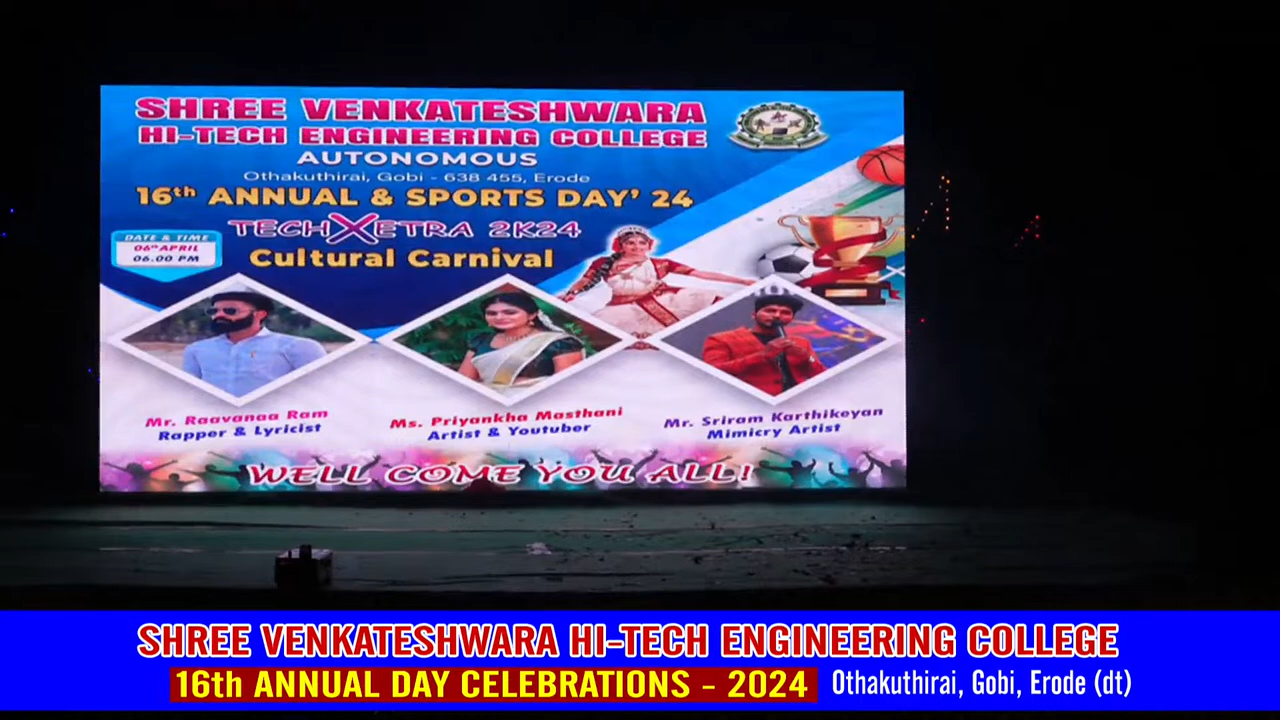 SHREE VENKATESHWARA
HI-TECH ENGINEERING COLLEGE
AUTONOMOUS
Othakuthirai, Gobi - 638 455, Erode
16th ANNUAL & SPORTS DAY' 24
TECHXETRA 2K24
Cultural Carnival
DATE & TIME
06th APRIL
06.00 PM
Mr. Raavanaa Ram
Rapper & Lyricist
Ms. Priyankha Masthani
Artist & Youtuber
Mr. Sriram Karthikeyan
Mimicry Artist
WELL COME YOU ALL!
SHREE VENKATESHWARA HI-TECH ENGINEERING COLLEGE
16th ANNUAL DAY CELEBRATIONS - 2024 Othakuthirai, Gobi, Erode (dt)